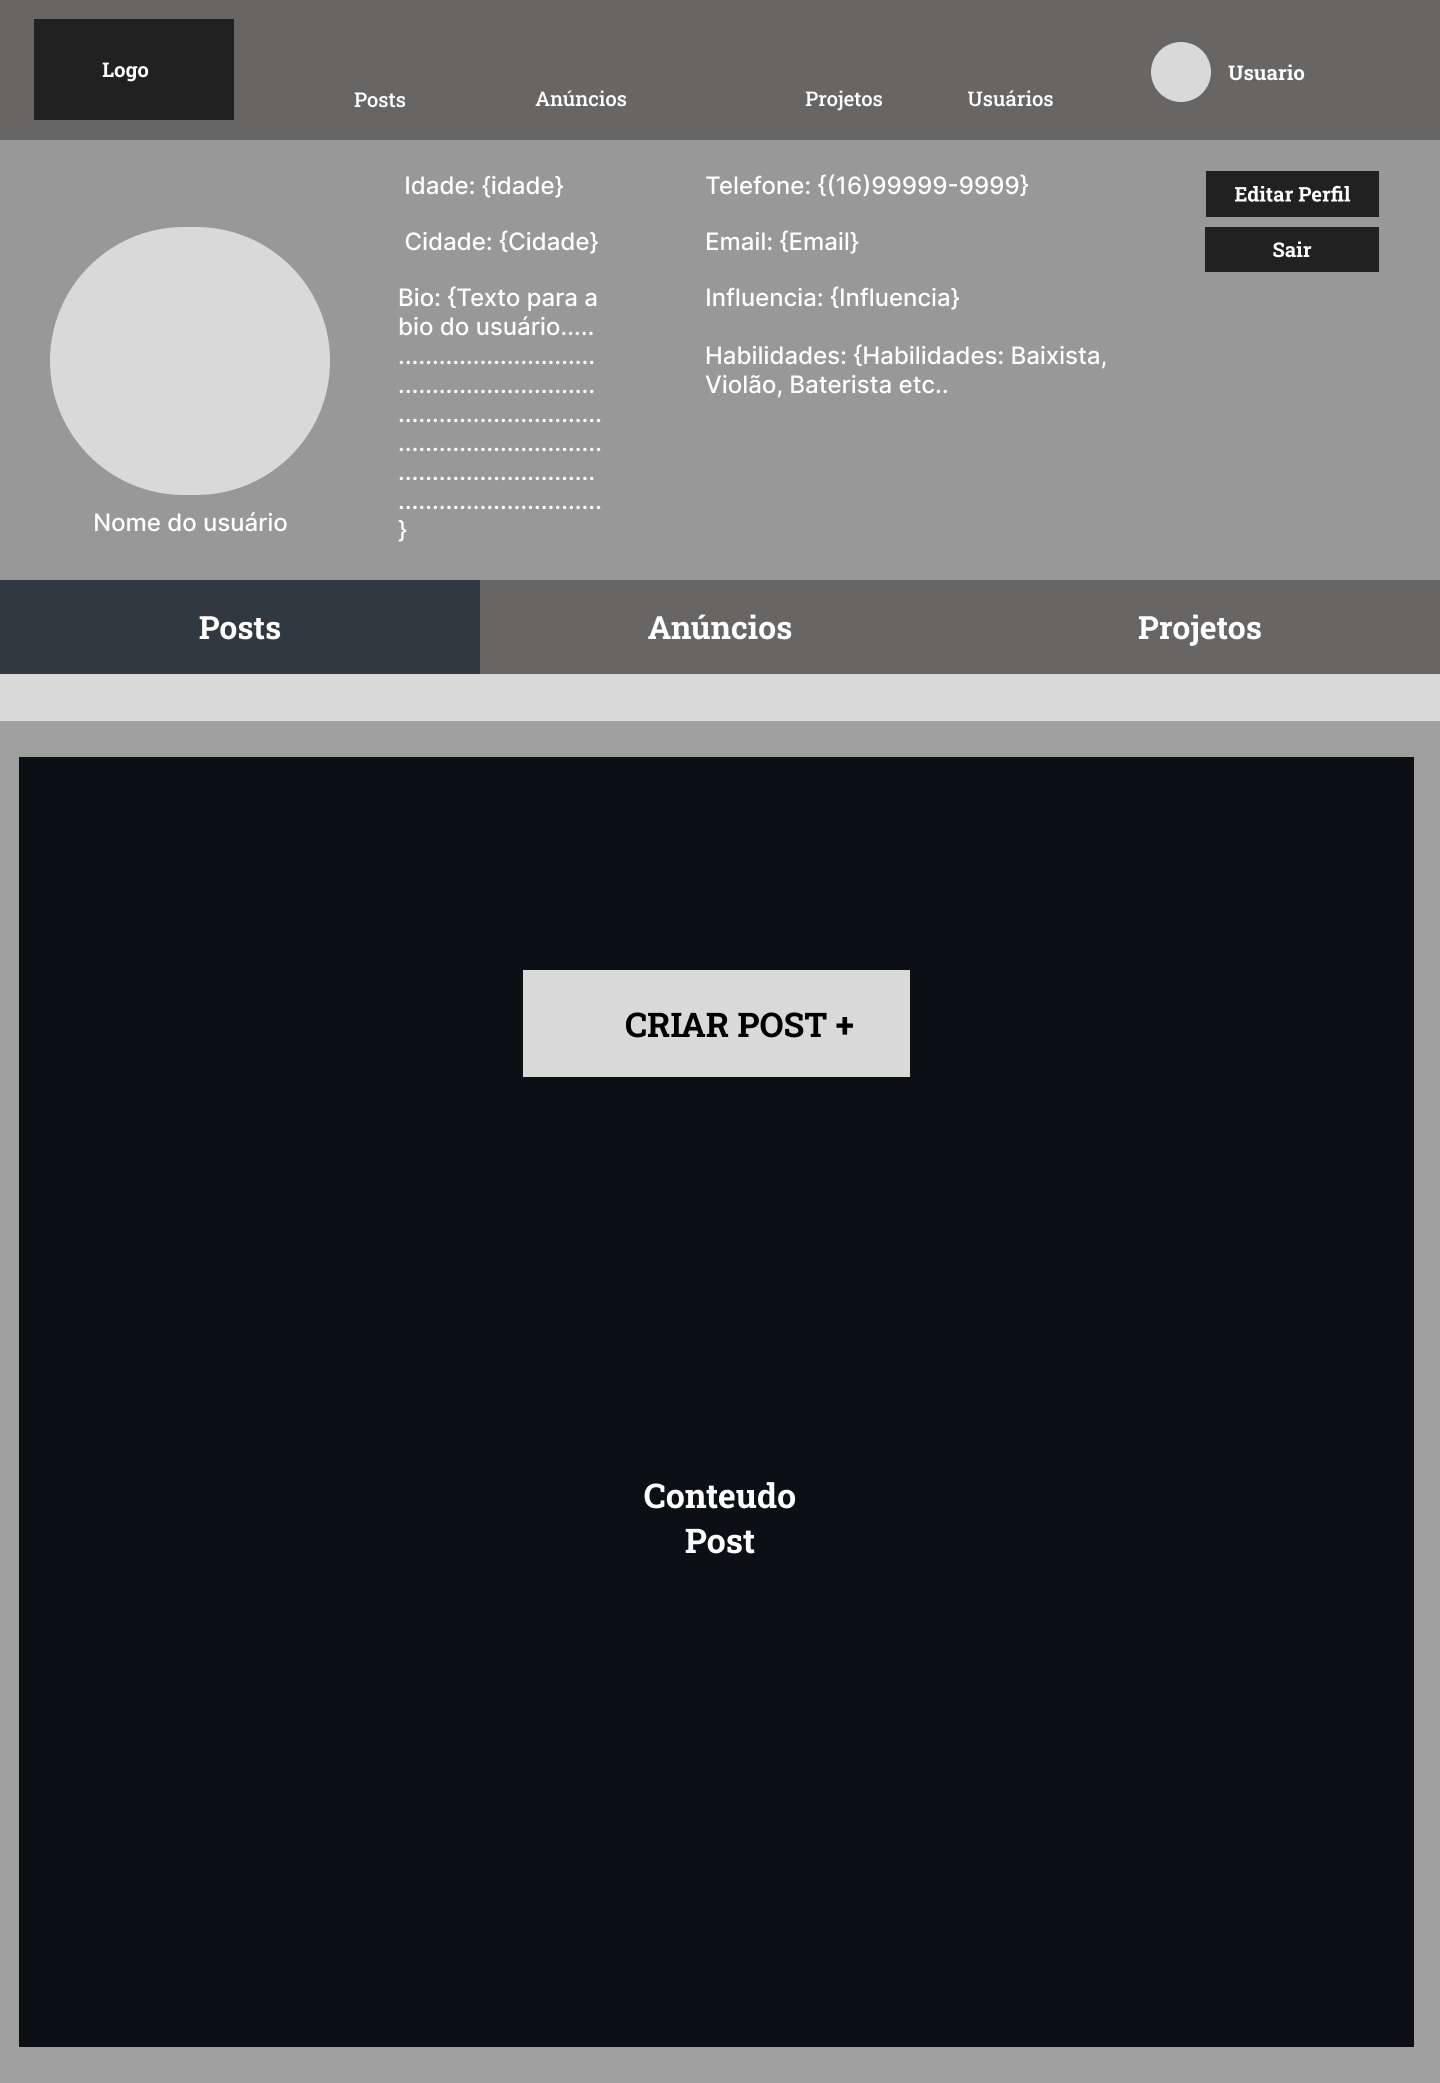 Logo
Posts
Anúncios
Projetos
Usuários
Usuario
Idade: {idade}
Cidade: {Cidade}
Bio: {Texto para a
bio do usuário.....
.............................
.............................
..............................
..............................
.............................
..............................
}
Telefone: {(16)99999-9999}
Email: {Email}
Influencia: {Influencia}
Habilidades: {Habilidades: Baixista,
Violão, Baterista etc..
Editar Perfil
Sair
Nome do usuário
Posts
Anúncios
Projetos
CRIAR POST +
Conteudo
Post